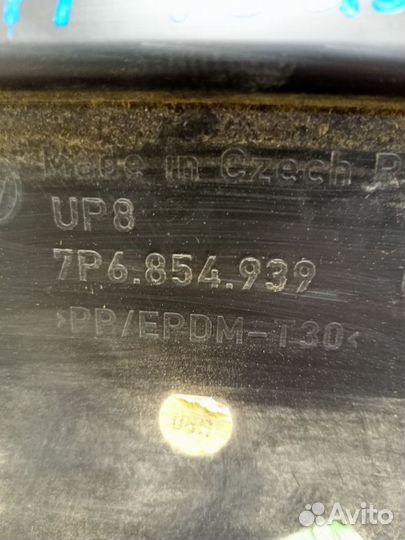 Made in Czech R
UP8
7P6.854.939
>PP/EPDM-T30<
Avito